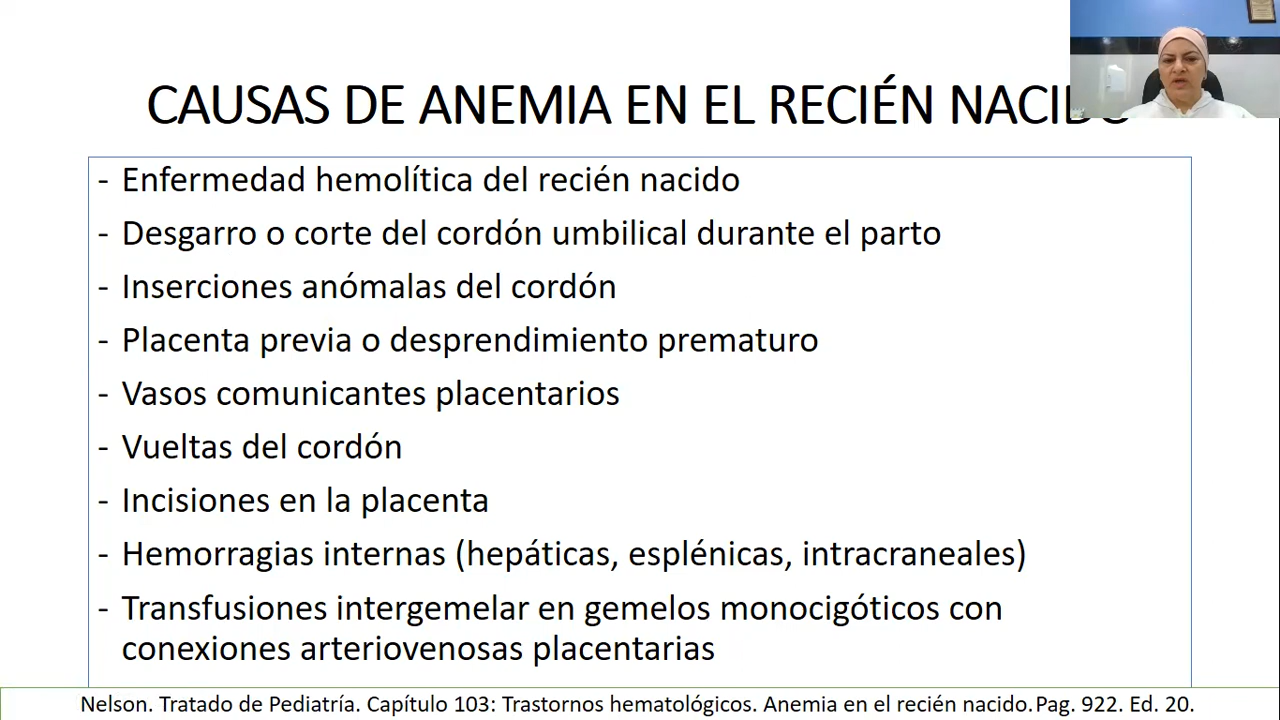 CAUSAS DE ANEMIA EN EL RECIÉN NACIDO
- Enfermedad hemolítica del recién nacido
- Desgarro o corte del cordón umbilical durante el parto
- Inserciones anómalas del cordón
- Placenta previa o desprendimiento prematuro
- Vasos comunicantes placentarios
- Vueltas del cordón
- Incisiones en la placenta
- Hemorragias internas (hepáticas, esplénicas, intracraneales)
- Transfusiones intergemelar en gemelos monocigóticos con
conexiones arteriovenosas placentarias
Nelson. Tratado de Pediatría. Capítulo 103: Trastornos hematológicos. Anemia en el recién nacido. Pag. 922. Ed. 20.